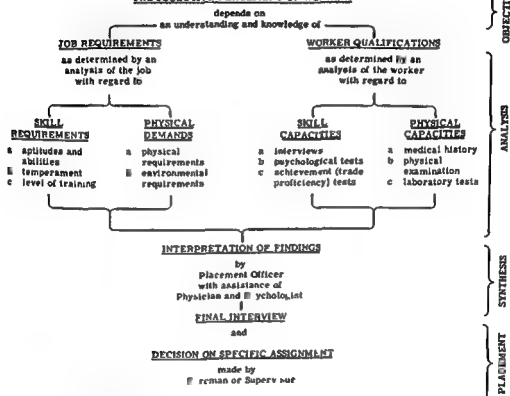 depends on
an understanding and knowledge of
JOB REQUIREMENTS
as determined by an
analysis of the job
with regard to
WORKER QUALIFICATIONS
as determined by an
analysis of the worker
with regard to
SKILL
REQUIREMENTS
a aptitudes and
abilities
temperament
c level of training
PHYSICAL
DEMANDS
a physical
requirements
environmental
requirements
SKILL
CAPACITIES
a interviews
b psychological tests
c achievement (trade
proficiency) tests
PHYSICAL
CAPACITIES
a medical history
b physical
examination
c laboratory tests
ANALYSIS
INTERPRETATION OF FINDINGS
by
Placement Officer
with assistance of
Physician and
SYNTHESIS
FINAL INTERVIEW
and
DECISION ON SPECIFIC ASSIGNMENT
made by
or
PLACEMENT